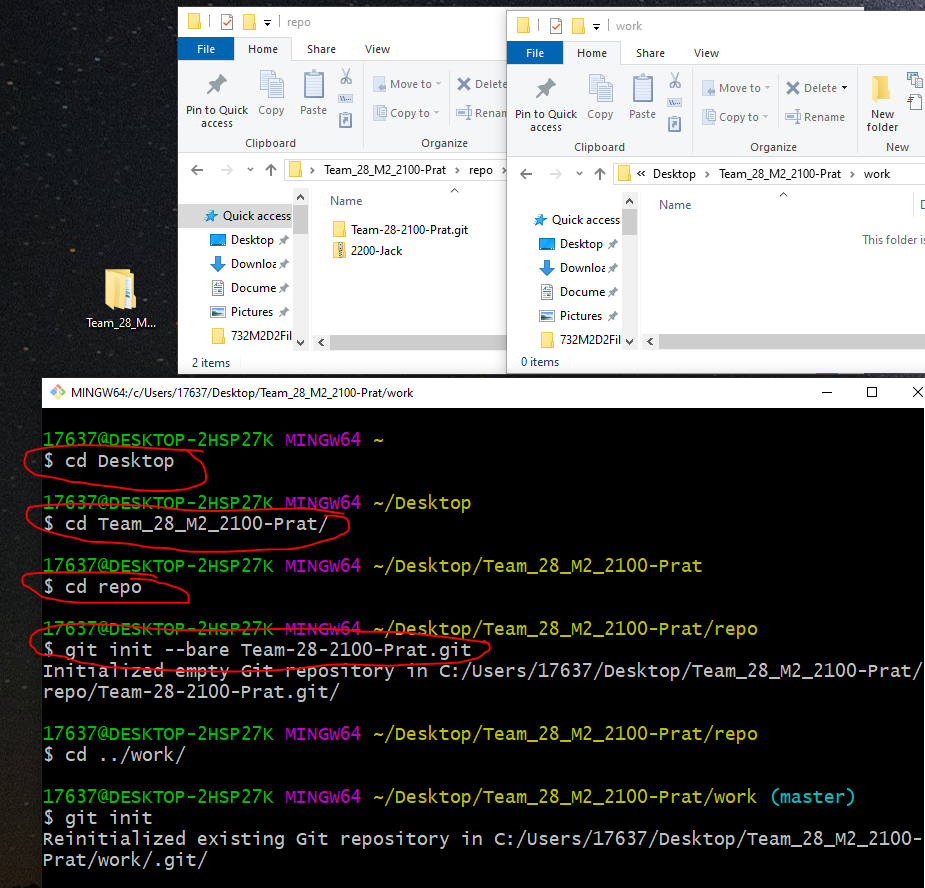 repo
File Home Share View
Pin to Quick access
Copy
Paste
Move to
Copy to
Delete
Renam
Clipboard
Organize
Team_28_M2_2100-Prat > repo
Quick access
Desktop
Downloa
Docume
Pictures
732M2D2Fil
Name
Team-28-2100-Prat.git
2200-Jack
2 items
work
File Home Share View
Pin to Quick access
Copy
Paste
Move to
Copy to
Delete
Rename
New folder
Clipboard
Organize
New
« Desktop > Team_28_M2_2100-Prat > work
Quick access
Desktop
Downloa
Docume
Pictures
732M2D2Fil
Name
This folder is
0 items
Team_28_M...
MINGW64:/c/Users/17637/Desktop/Team_28_M2_2100-Prat/work
17637@DESKTOP-2HSP27K MINGW64 ~
$ cd Desktop
17637@DESKTOP-2HSP27K MINGW64 ~/Desktop
$ cd Team_28_M2_2100-Prat/
17637@DESKTOP-2HSP27K MINGW64 ~/Desktop/Team_28_M2_2100-Prat
$ cd repo
17637@DESKTOP-2HSP27K MINGW64 ~/Desktop/Team_28_M2_2100-Prat/repo
$ git init --bare Team-28-2100-Prat.git
Initialized empty Git repository in C:/Users/17637/Desktop/Team_28_M2_2100-Prat/
repo/Team-28-2100-Prat.git/
17637@DESKTOP-2HSP27K MINGW64 ~/Desktop/Team_28_M2_2100-Prat/repo
$ cd ../work/
17637@DESKTOP-2HSP27K MINGW64 ~/Desktop/Team_28_M2_2100-Prat/work (master)
$ git init
Reinitialized existing Git repository in C:/Users/17637/Desktop/Team_28_M2_2100-
Prat/work/.git/